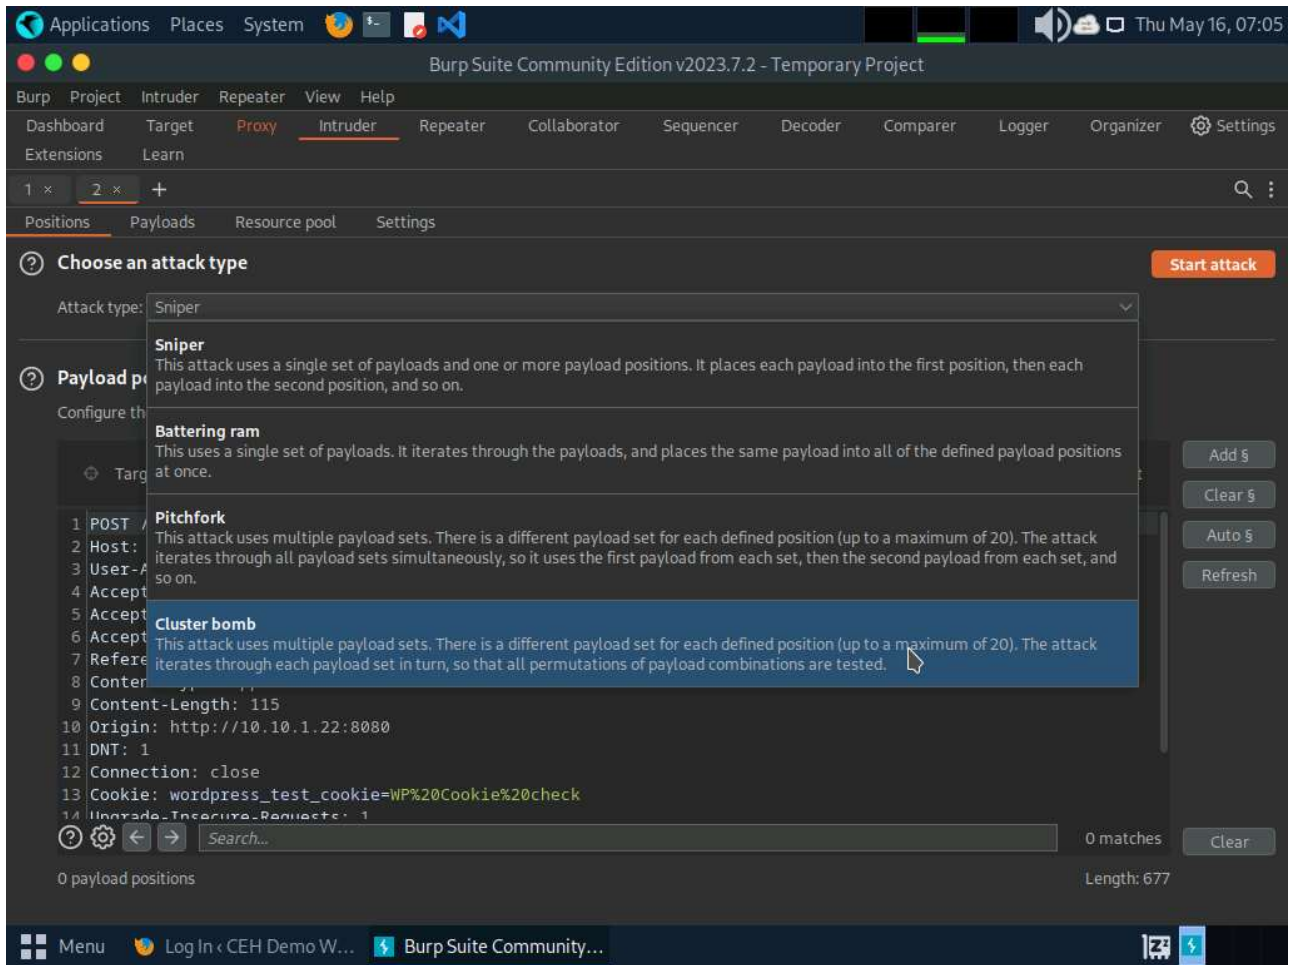 Applications Places System Thu May 16, 07:05
Burp Suite Community Edition v2023.7.2 - Temporary Project
Burp Project Intruder Repeater View Help
Dashboard Target Proxy Intruder Repeater Collaborator Sequencer Decoder Comparer Logger Organizer Settings
Extensions Learn
1 × 2 × +
Positions Payloads Resource pool Settings
Choose an attack type
Start attack
Attack type: Sniper
Sniper
This attack uses a single set of payloads and one or more payload positions. It places each payload into the first position, then each
payload into the second position, and so on.
Payload p
Configure th
Battering ram
This uses a single set of payloads. It iterates through the payloads, and places the same payload into all of the defined payload positions
at once.
Targ
Pitchfork
This attack uses multiple payload sets. There is a different payload set for each defined position (up to a maximum of 20). The attack
iterates through all payload sets simultaneously, so it uses the first payload from each set, then the second payload from each set, and
so on.
Cluster bomb
This attack uses multiple payload sets. There is a different payload set for each defined position (up to a maximum of 20). The attack
iterates through each payload set in turn, so that all permutations of payload combinations are tested.
Add §
Clear §
Auto §
Refresh
1 POST /
2 Host:
3 User-A
4 Accept
5 Accept
6 Accept
7 Refere
8 Conten
9 Content-Length: 115
10 Origin: http://10.10.1.22:8080
11 DNT: 1
12 Connection: close
13 Cookie: wordpress_test_cookie=WP%20Cookie%20check
14 Upgrade-Insecure-Requests: 1
Search... 0 matches Clear
0 payload positions Length: 677
Menu Log In ‹ CEH Demo W... Burp Suite Community...